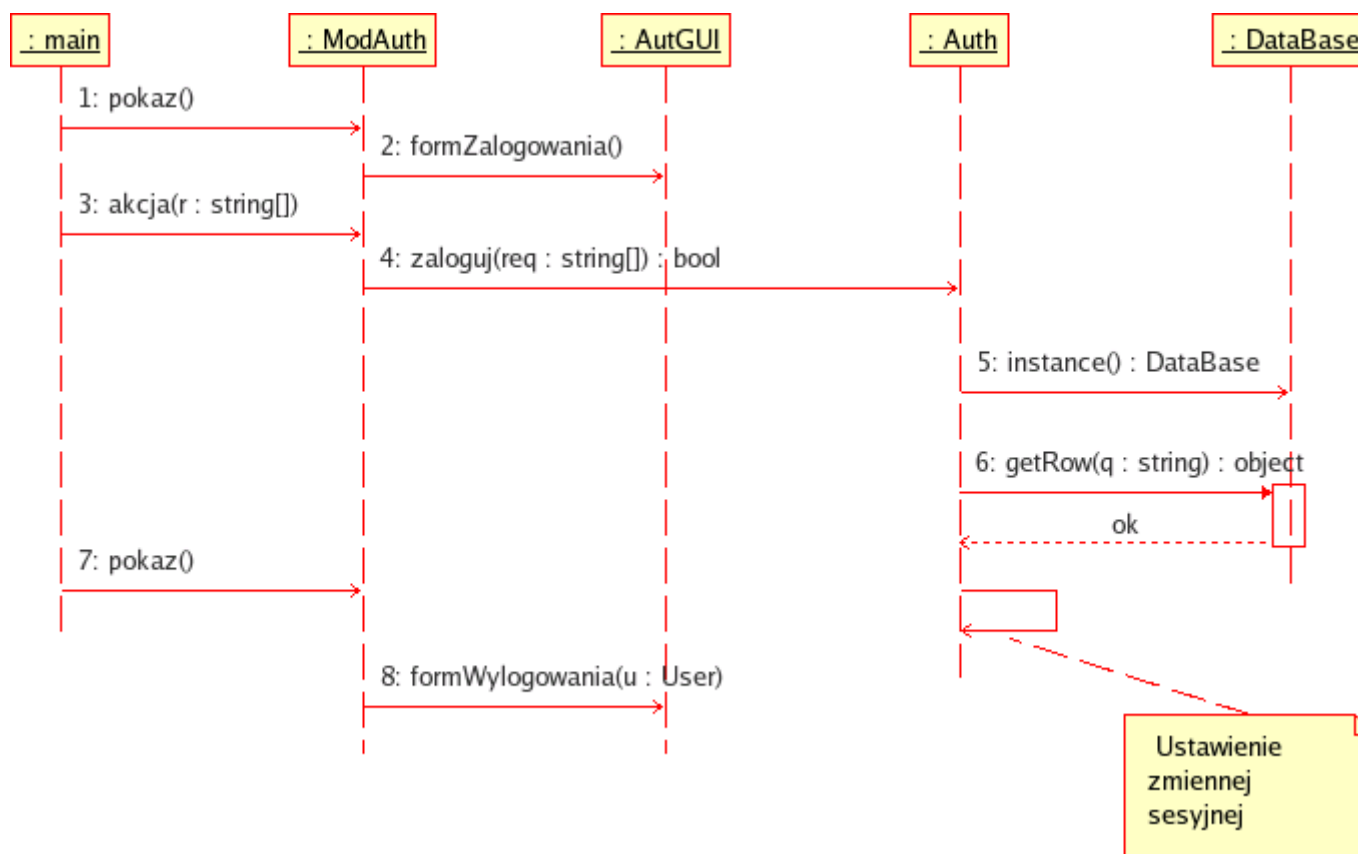 : main
: ModAuth
: AutGUI
: Auth
: DataBase
1: pokaz()
2: formZalogowania()
3: akcja(r : string[])
4: zaloguj(req : string[]) : bool
5: instance() : DataBase
6: getRow(q : string) : object
ok
7: pokaz()
8: formWylogowania(u : User)
Ustawienie
zmiennej
sesyjnej